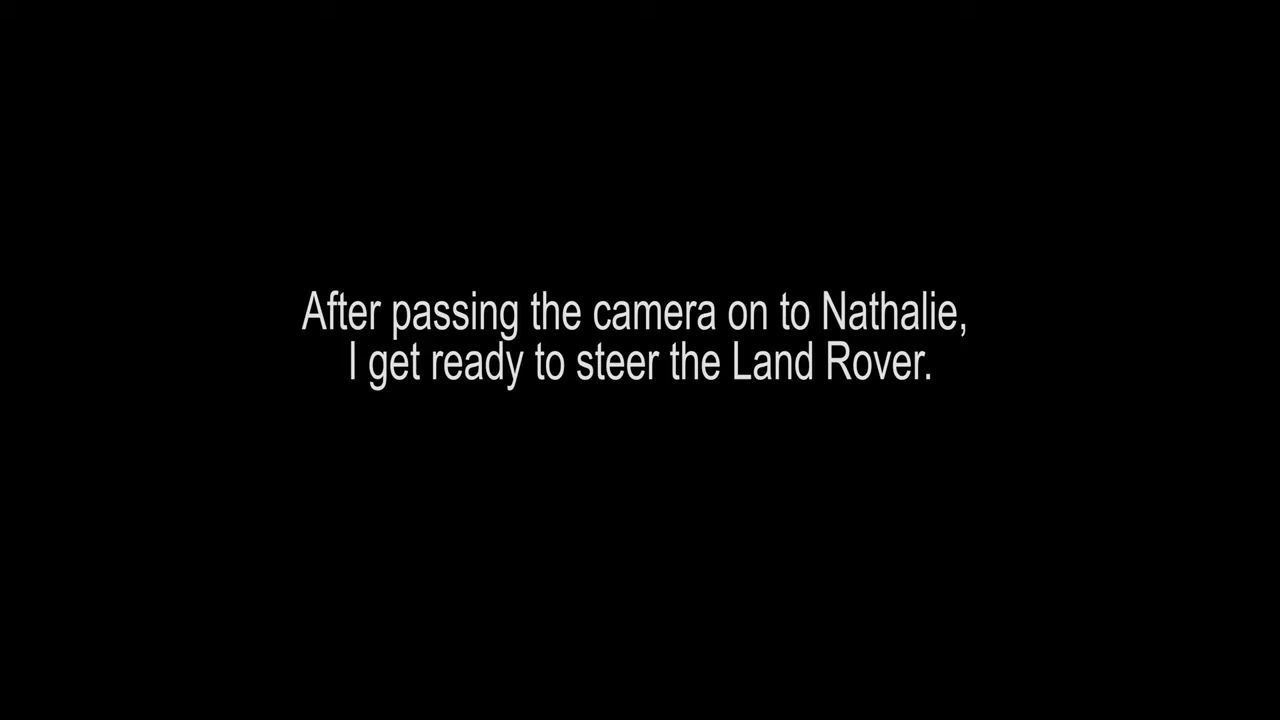 After passing the camera on to Nathalie,
I get ready to steer the Land Rover.